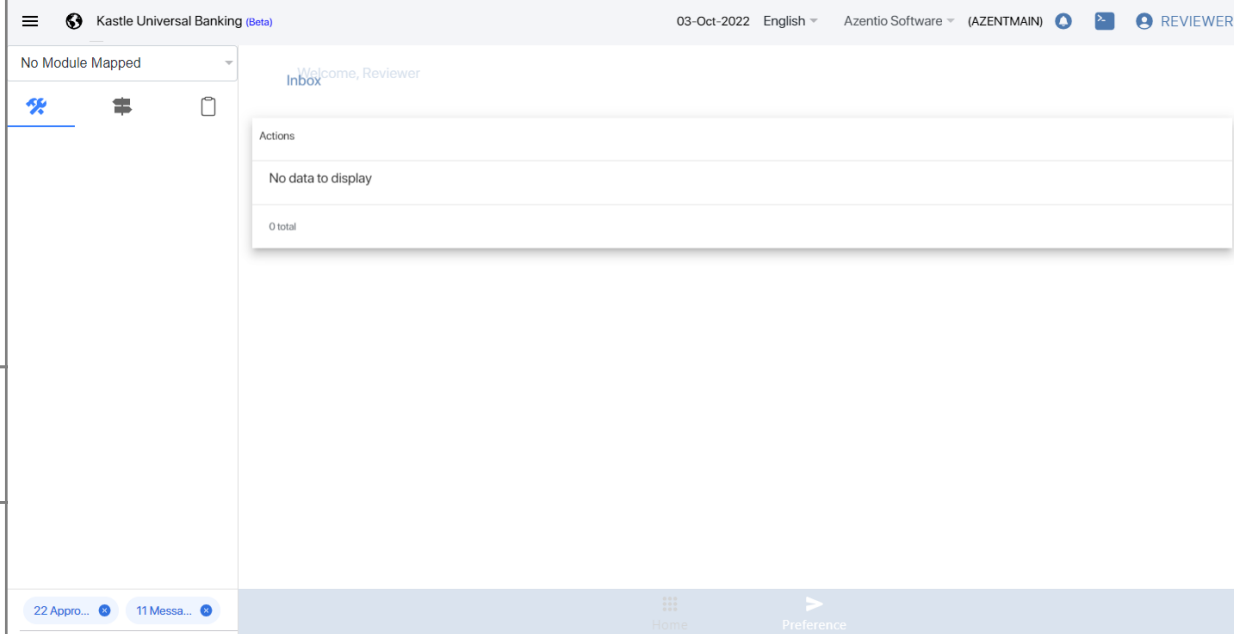 Kastle Universal Banking (Beta) 03-Oct-2022 English Azentio Software (AZENTMAIN) REVIEWER
No Module Mapped
Welcome, Reviewer
Inbox
Actions
No data to display
0 total
22 Appro... 11 Messa...
Home Preference